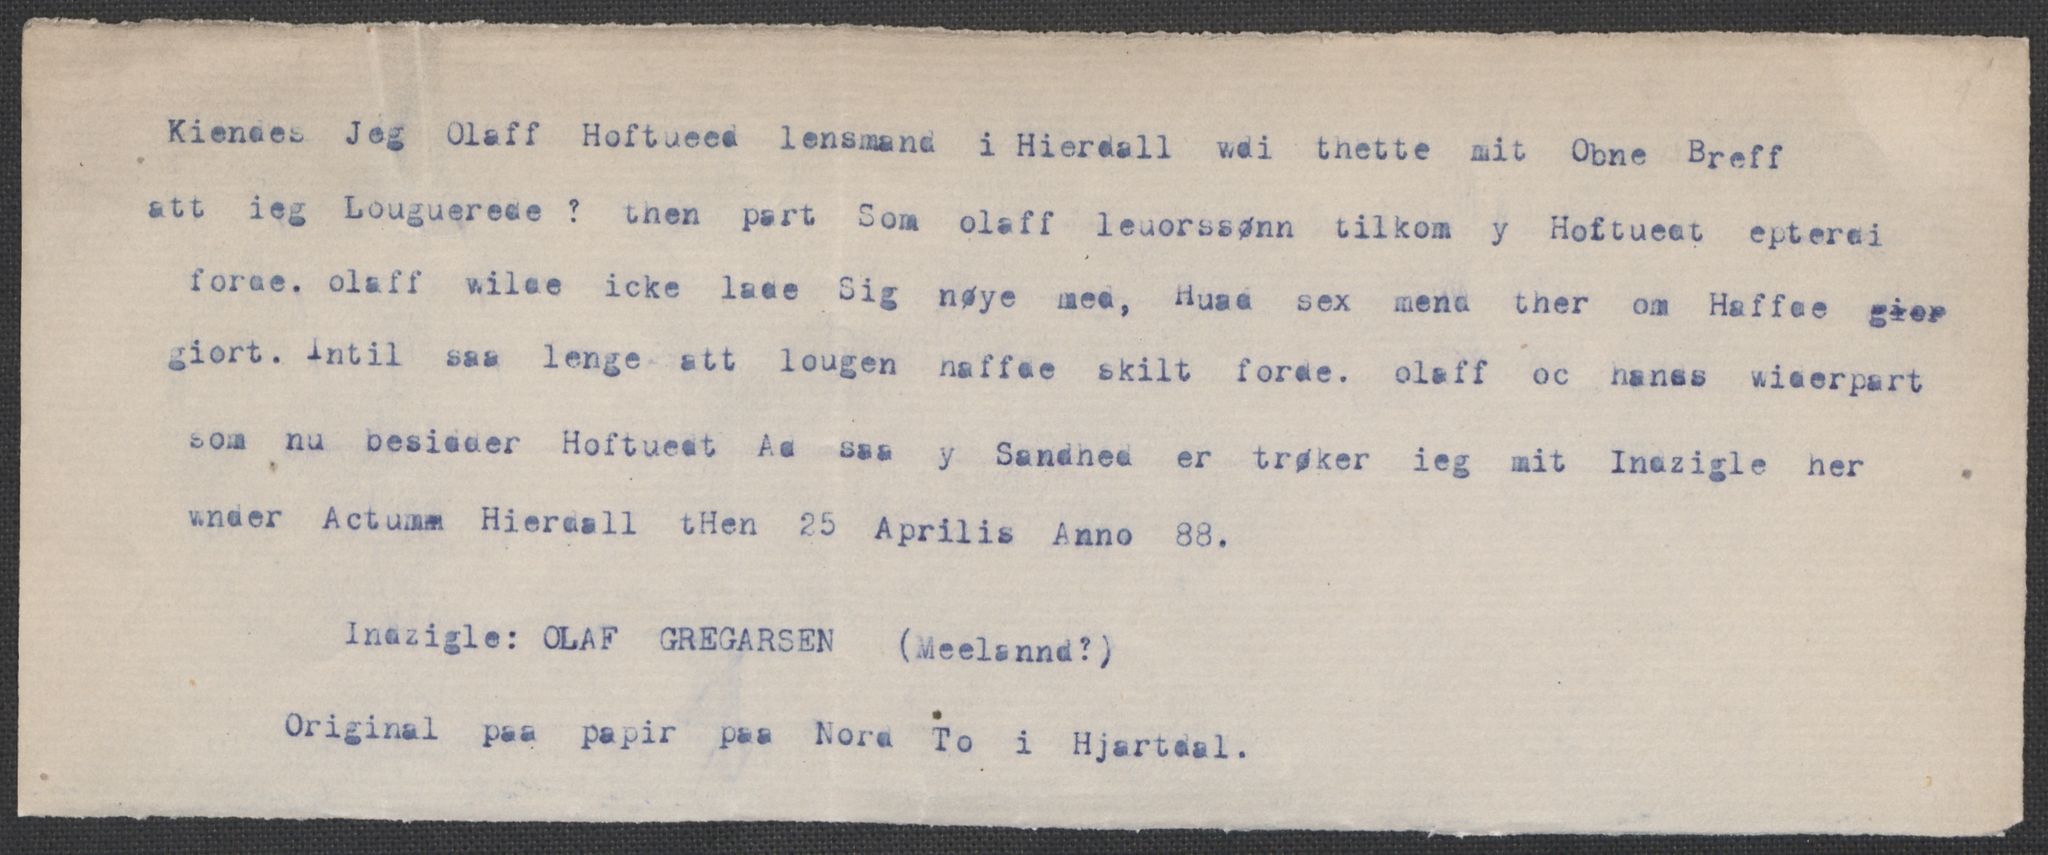 Kiendes Jeg Olaff Hoftueed lensmand i Hierdall wdi thette mit Obne Breff
att ieg Louguerede ? then part Som olaff leuorssønn tilkom y Hoftuedt epterdi
forde. olaff wilde icke lade Sig nøye med, Huad sex mend ther om Haffde gier
giort. Intil saa lenge att lougen haffde skilt forde. olaff oc hanss widerpart
som nu besidder Hoftuedt Ad saa y Sandhed er trøker ieg mit Indzigle her
wnder Actumm Hierdall tHen 25 Aprilis Anno 88.
Indzigle: OLAF GREGARSEN (Meelannd?)
Original paa papir paa Nord To i Hjartdal.